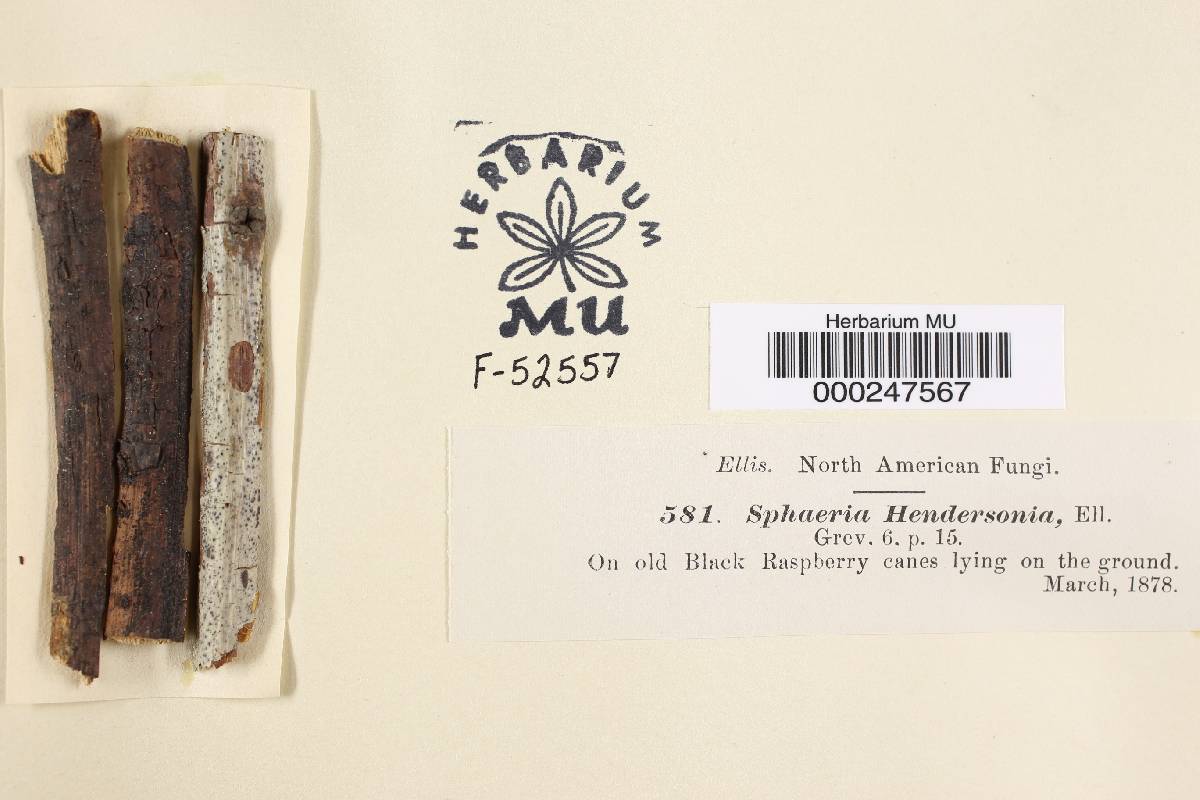 HERBARIUM
MU
F-52557
Herbarium MU
000247567
Ellis. North American Fungi.
581. Sphaeria Hendersonia, Ell.
Grev. 6. p. 15.
On old Black Raspberry canes lying on the ground.
March, 1878.